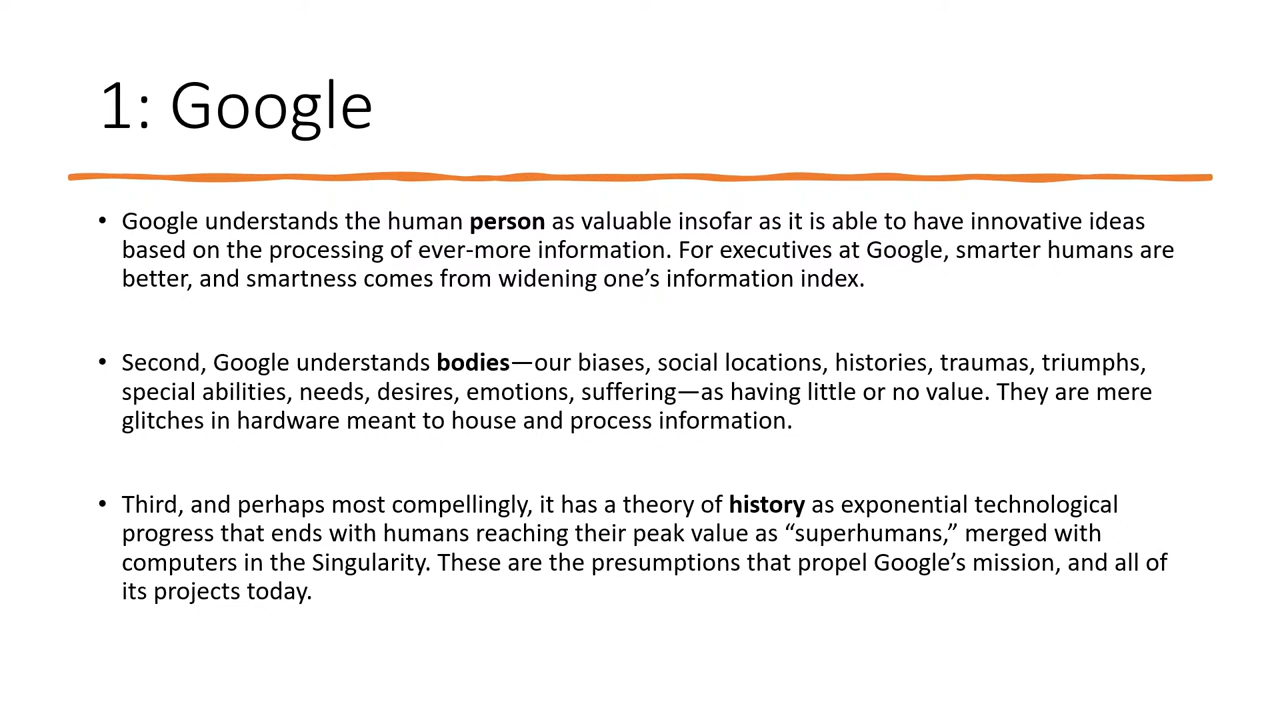 1: Google
• Google understands the human person as valuable insofar as it is able to have innovative ideas
based on the processing of ever-more information. For executives at Google, smarter humans are
better, and smartness comes from widening one’s information index.
• Second, Google understands bodies—our biases, social locations, histories, traumas, triumphs,
special abilities, needs, desires, emotions, suffering—as having little or no value. They are mere
glitches in hardware meant to house and process information.
• Third, and perhaps most compellingly, it has a theory of history as exponential technological
progress that ends with humans reaching their peak value as “superhumans,” merged with
computers in the Singularity. These are the presumptions that propel Google’s mission, and all of
its projects today.